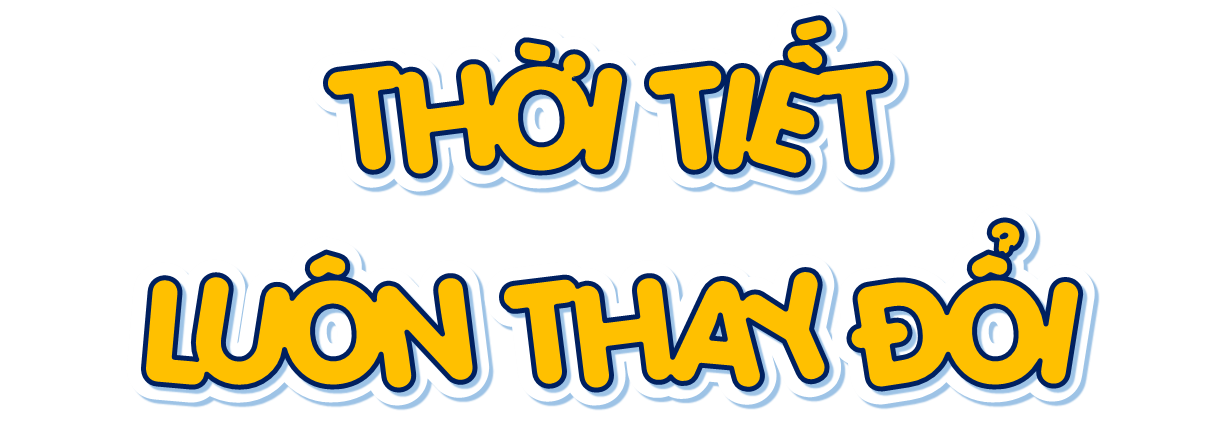 THỜI TIẾT
LUÔN THAY ĐỔI